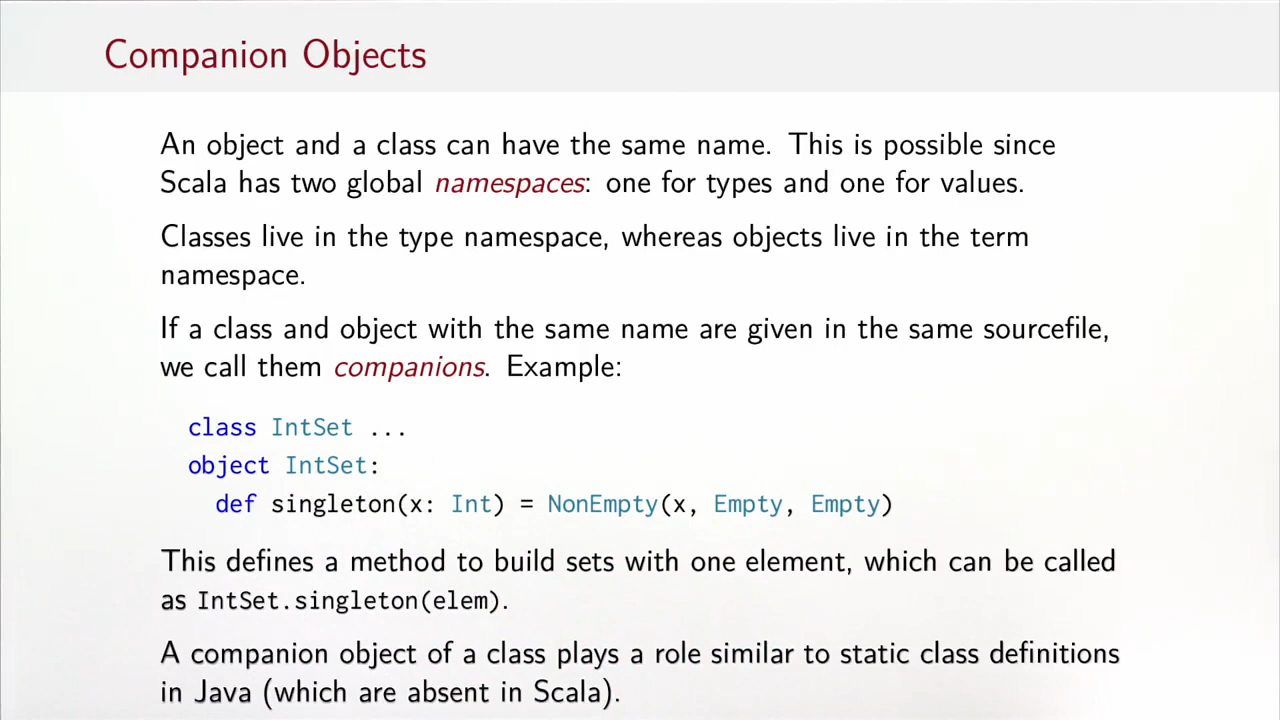 Companion Objects
An object and a class can have the same name. This is possible since
Scala has two global namespaces: one for types and one for values.
Classes live in the type namespace, whereas objects live in the term
namespace.
If a class and object with the same name are given in the same sourcefile,
we call them companions. Example:
class IntSet ...
object IntSet:
  def singleton(x: Int) = NonEmpty(x, Empty, Empty)
This defines a method to build sets with one element, which can be called
as IntSet.singleton(elem).
A companion object of a class plays a role similar to static class definitions
in Java (which are absent in Scala).